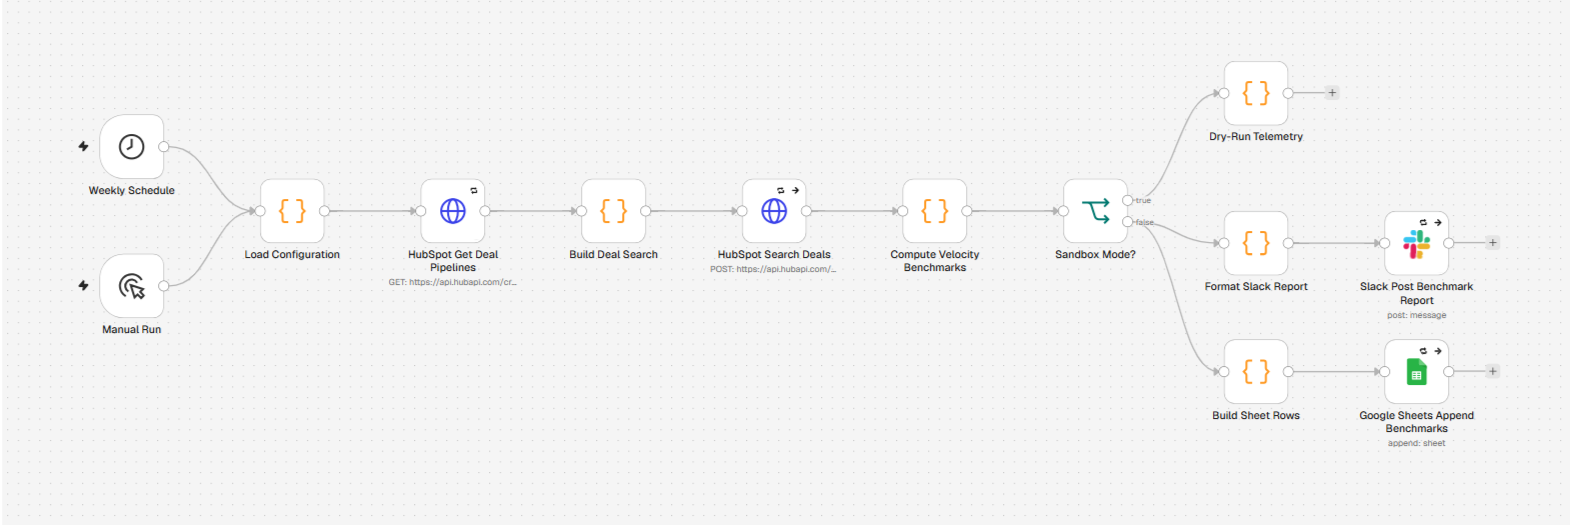 Weekly Schedule
Manual Run
Load Configuration
HubSpot Get Deal
Pipelines
GET: https://api.hubapi.com/cr...
Build Deal Search
HubSpot Search Deals
POST: https://api.hubapi.com/...
Compute Velocity
Benchmarks
Sandbox Mode?
true
false
Dry-Run Telemetry
Format Slack Report
Slack Post Benchmark
Report
post: message
Build Sheet Rows
Google Sheets Append
Benchmarks
append: sheet